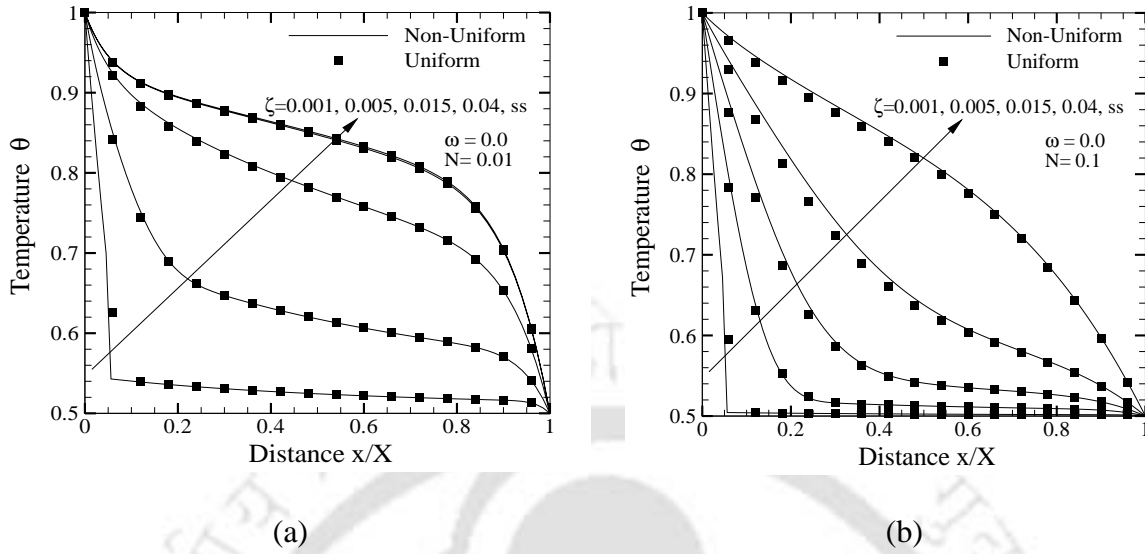 1
0.9
0.8
0.7
0.6
0.5
Temperature θ
Non-Uniform
Uniform
ζ=0.001, 0.005, 0.015, 0.04, ss
ω = 0.0
N= 0.01
0 0.2 0.4 0.6 0.8 1
Distance x/X
(a)
1
0.9
0.8
0.7
0.6
0.5
Temperature θ
Non-Uniform
Uniform
ζ=0.001, 0.005, 0.015, 0.04, ss
ω = 0.0
N= 0.1
0 0.2 0.4 0.6 0.8 1
Distance x/X
(b)